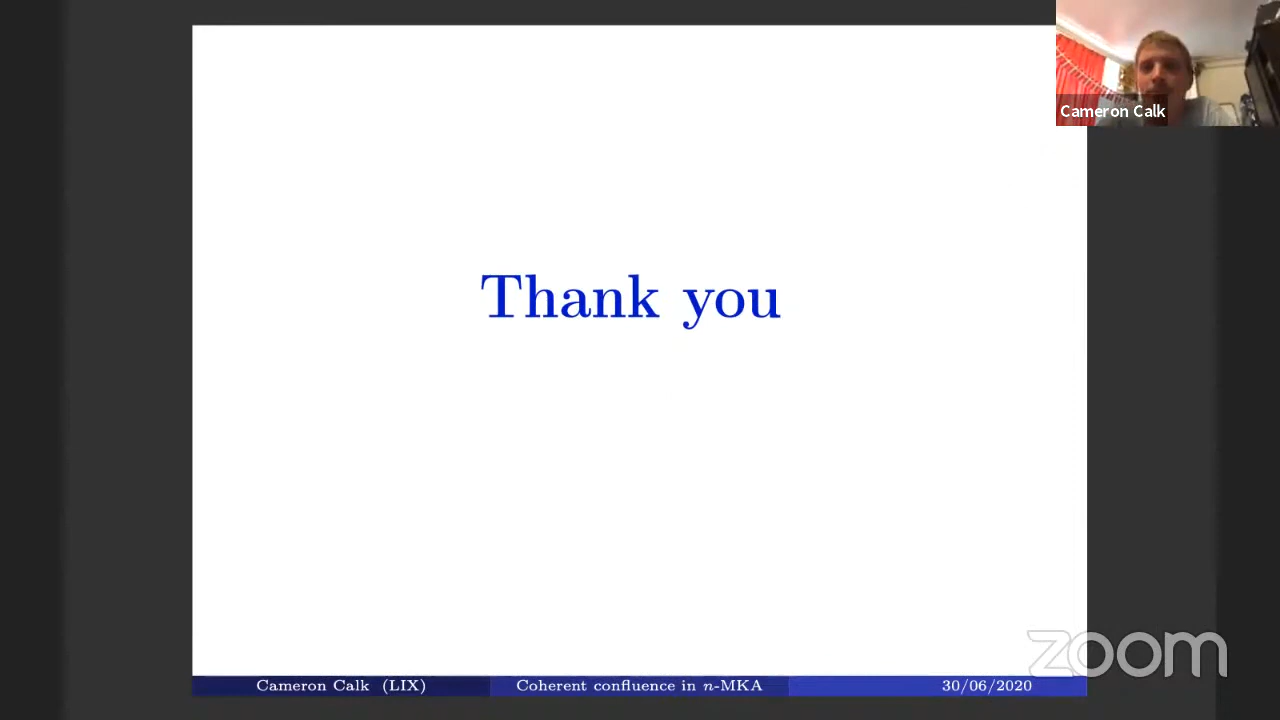 Cameron Calk
Thank you
zoom
Cameron Calk (LIX)
Coherent confluence in n-MKA
30/06/2020